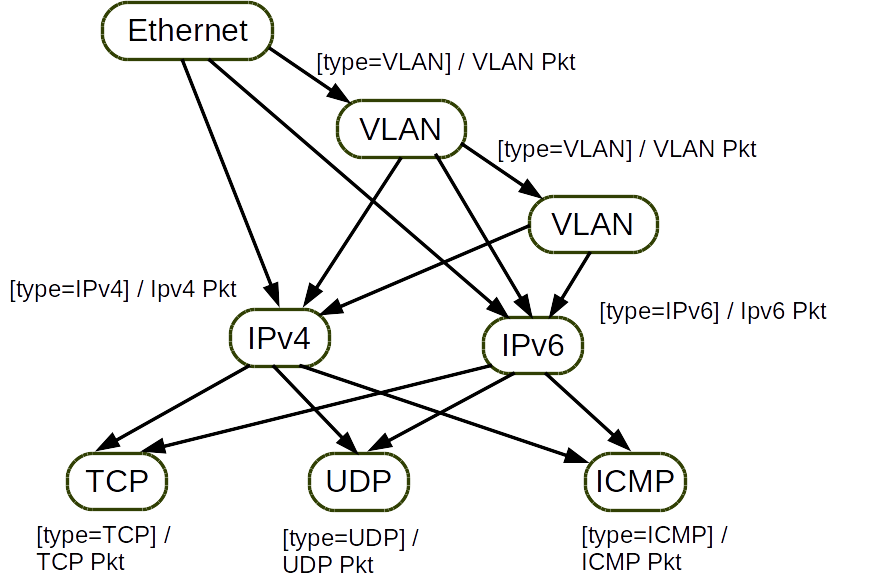 Ethernet
[type=VLAN] / VLAN Pkt
VLAN
[type=VLAN] / VLAN Pkt
VLAN
[type=IPv4] / Ipv4 Pkt
[type=IPv6] / Ipv6 Pkt
IPv4
IPv6
TCP
UDP
ICMP
[type=TCP] /
TCP Pkt
[type=UDP] /
UDP Pkt
[type=ICMP] /
ICMP Pkt